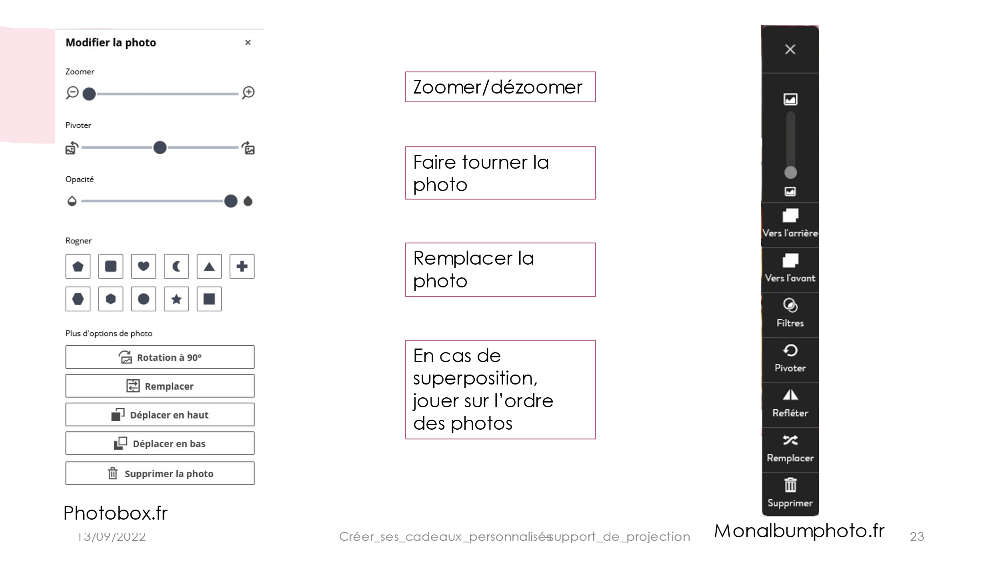 Modifier la photo
Zoomer
Pivoter
Opacité
Rogner
Plus d'options de photo
Rotation à 90°
Remplacer
Déplacer en haut
Déplacer en bas
Supprimer la photo
Photobox.fr
Zoomer/dézoomer
Faire tourner la
photo
Remplacer la
photo
En cas de
superposition,
jouer sur l’ordre
des photos
Vers l'arrière
Vers l'avant
Filtres
Pivoter
Refléter
Remplacer
Supprimer
Monalbumphoto.fr
13/09/2022
Créer_ses_cadeaux_personnalisés-support_de_projection
23